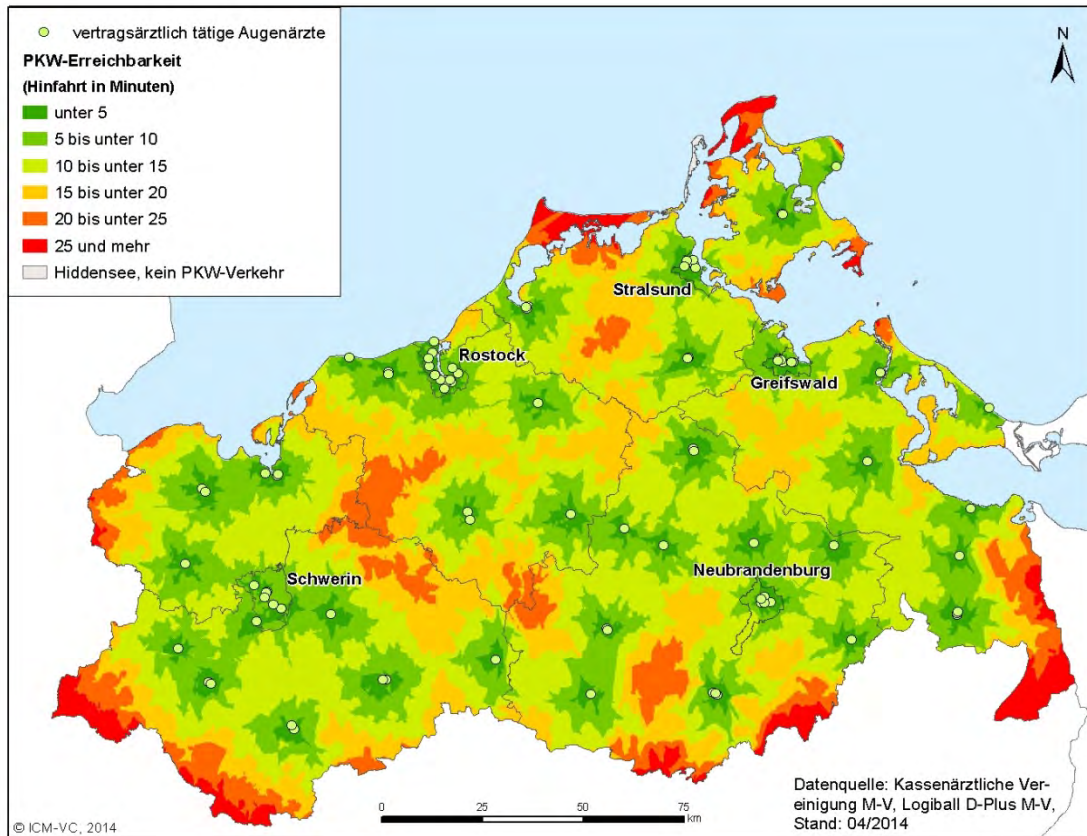 vertragsärztlich tätige Augenärzte
PKW-Erreichbarkeit
(Hinfahrt in Minuten)
unter 5
5 bis unter 10
10 bis unter 15
15 bis unter 20
20 bis unter 25
25 und mehr
Hiddensee, kein PKW-Verkehr
N
Stralsund
Rostock
Greifswald
Schwerin
Neubrandenburg
0 25 50 75
km
Datenquelle: Kassenärztliche Ver-
einigung M-V, Logiball D-Plus M-V,
Stand: 04/2014
© ICM-VC, 2014